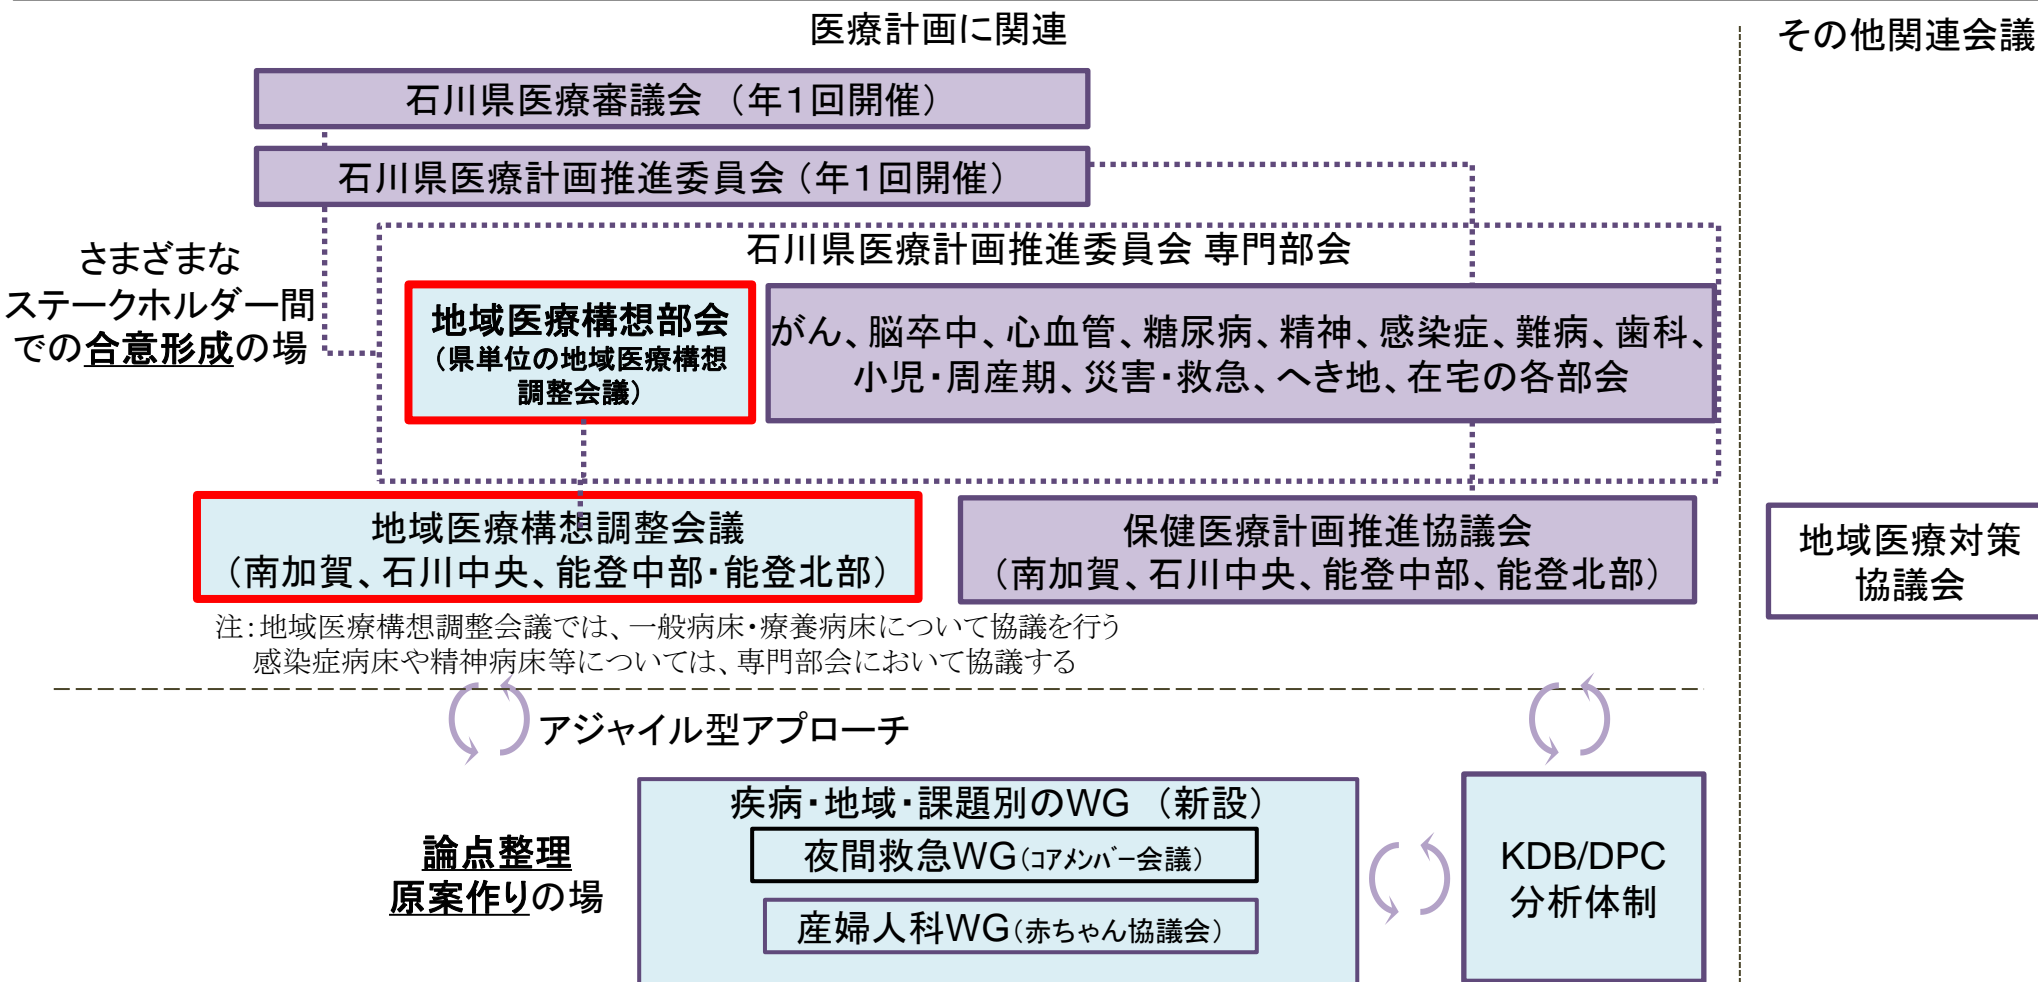 医療計画に関連
その他関連会議
石川県医療審議会 （年１回開催）
石川県医療計画推進委員会（年１回開催）
さまざまな
ステークホルダー間
での合意形成の場
石川県医療計画推進委員会 専門部会
地域医療構想部会
（県単位の地域医療構想
調整会議）
がん、脳卒中、心血管、糖尿病、精神、感染症、難病、歯科、
小児・周産期、災害・救急、へき地、在宅の各部会
地域医療構想調整会議
（南加賀、石川中央、能登中部・能登北部）
保健医療計画推進協議会
（南加賀、石川中央、能登中部、能登北部）
地域医療対策
協議会
注：地域医療構想調整会議では、一般病床・療養病床について協議を行う
感染症病床や精神病床等については、専門部会において協議する
アジャイル型アプローチ
論点整理
原案作りの場
疾病・地域・課題別のWG （新設）
夜間救急WG（ｺｱﾒﾝﾊﾞｰ会議）
産婦人科WG（赤ちゃん協議会）
KDB/DPC
分析体制